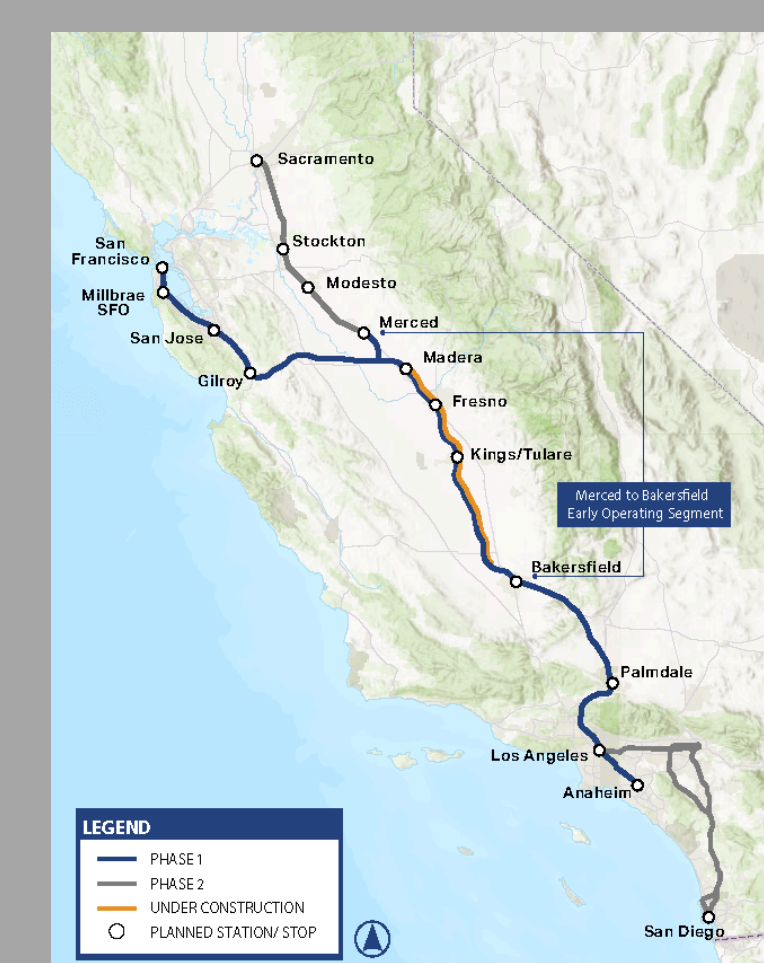 Sacramento
Stockton
San
Francisco
Modesto
Millbrae
SFO
Merced
San Jose
Madera
Gilroy
Fresno
Kings/Tulare
Merced to Bakersfield
Early Operating Segment
Bakersfield
Palmdale
Los Angeles
Anaheim
LEGEND
PHASE 1
PHASE 2
UNDER CONSTRUCTION
PLANNED STATION/ STOP
San Diego